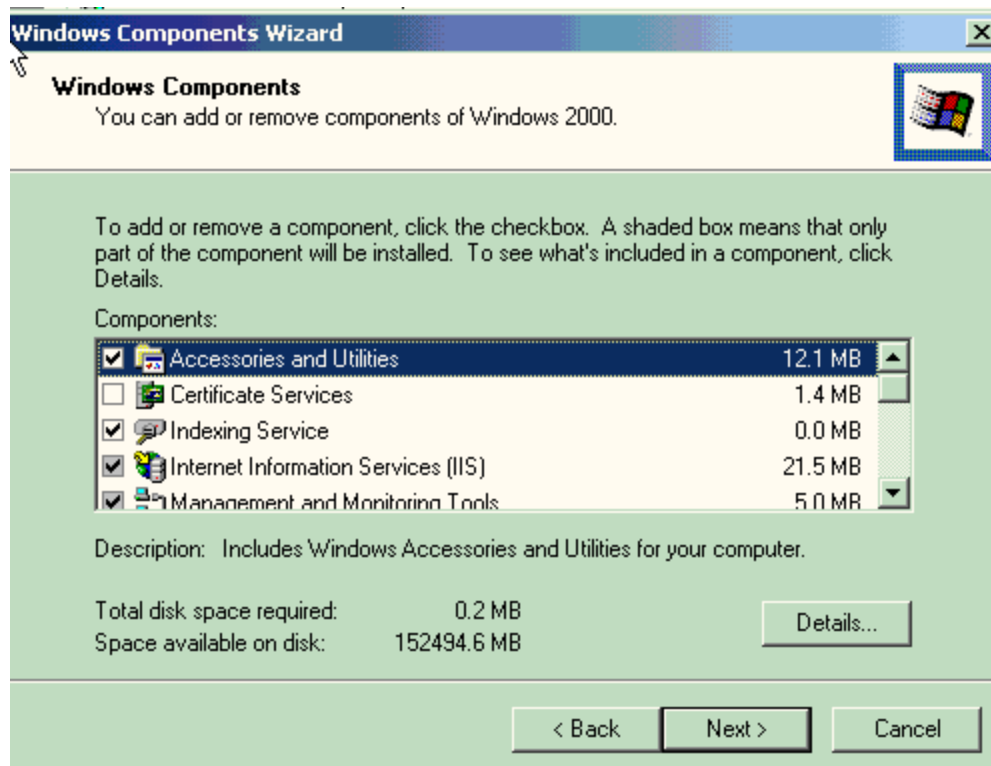 Windows Components Wizard
Windows Components
You can add or remove components of Windows 2000.
To add or remove a component, click the checkbox. A shaded box means that only
part of the component will be installed. To see what's included in a component, click
Details.
Components:
Accessories and Utilities 12.1 MB
Certificate Services 1.4 MB
Indexing Service 0.0 MB
Internet Information Services (IIS) 21.5 MB
Management and Monitoring Tools 5.0 MB
Description: Includes Windows Accessories and Utilities for your computer.
Total disk space required: 0.2 MB
Space available on disk: 152494.6 MB
Details...
< Back Next > Cancel